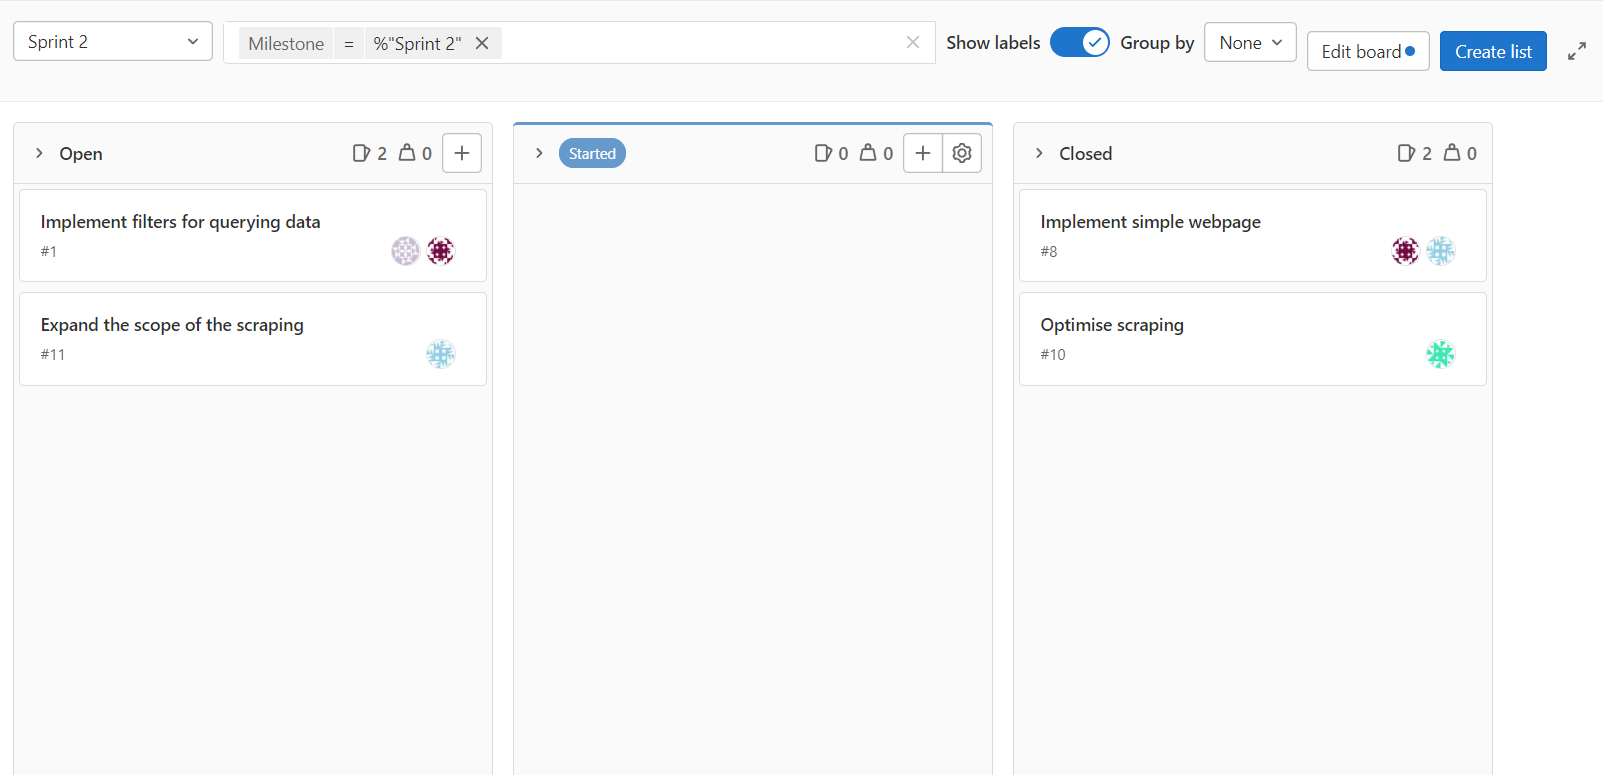 Sprint 2
Milestone = %"Sprint 2"
Show labels
Group by
None
Edit board
Create list
Open 2 0
Implement filters for querying data
#1
Expand the scope of the scraping
#11
Started 0 0
Closed 2 0
Implement simple webpage
#8
Optimise scraping
#10